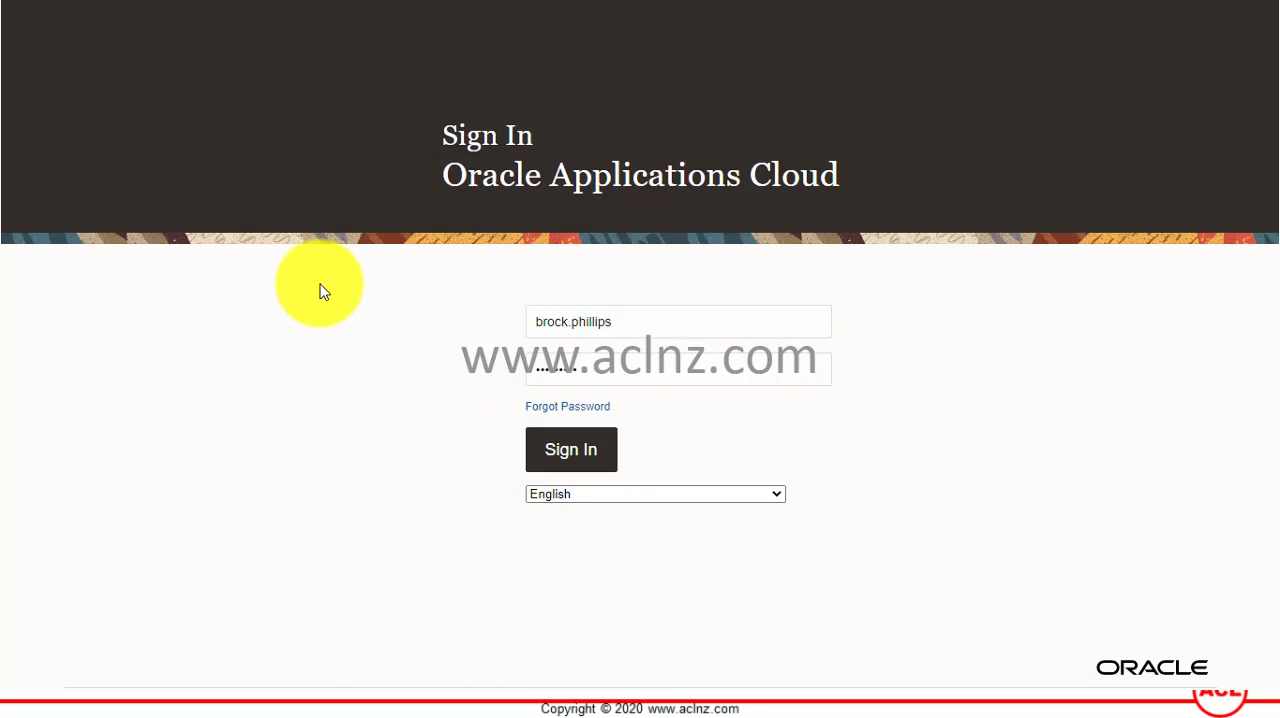 Sign In
Oracle Applications Cloud
brock.phillips
www.aclnz.com
Forgot Password
Sign In
English
ORACLE
ACL
Copyright © 2020 www.aclnz.com